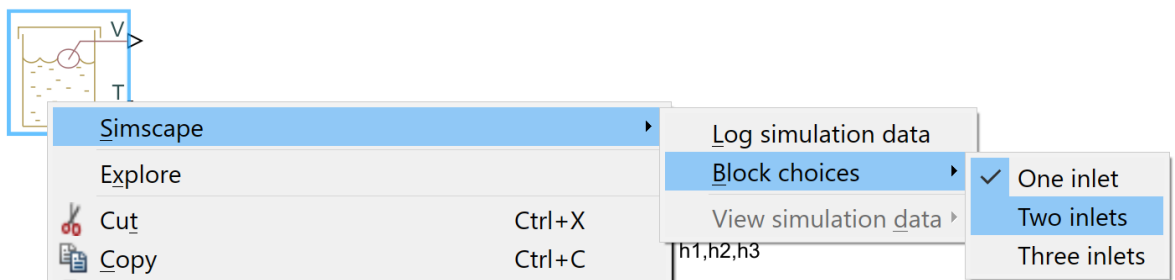 V
T
Simscape
Explore
Cut Ctrl+X
Copy Ctrl+C
Log simulation data
Block choices
View simulation data
h1,h2,h3
One inlet
Two inlets
Three inlets